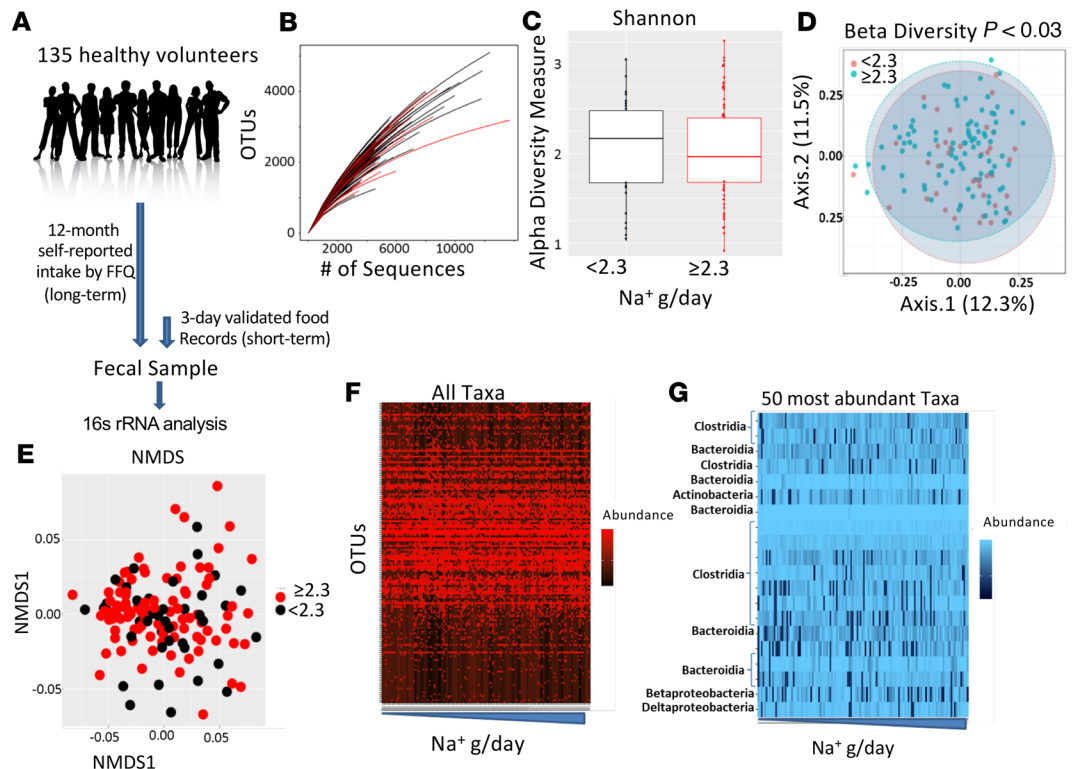 A
135 healthy volunteers
12-month
self-reported
intake by FFQ
(long-term)
3-day validated food
Records (short-term)
Fecal Sample
16s rRNA analysis
B
OTUs
4000
2000
0
2000
6000
10000
# of Sequences
C
Shannon
Alpha Diversity Measure
3
2
1
<2.3
≥2.3
Na⁺ g/day
D
Beta Diversity P < 0.03
<2.3
≥2.3
Axis.2 (11.5%)
0.25
0.00
0.25
-0.25
0.00
0.25
Axis.1 (12.3%)
E
NMDS
NMDS1
0.05
0.00
-0.05
-0.05
0.00
0.05
NMDS1
≥2.3
<2.3
F
All Taxa
OTUs
Abundance
Na⁺ g/day
G
50 most abundant Taxa
Clostridia
Bacteroidia
Clostridia
Bacteroidia
Actinobacteria
Bacteroidia
Clostridia
Bacteroidia
Bacteroidia
Betaproteobacteria
Deltaproteobacteria
Abundance
Na⁺ g/day